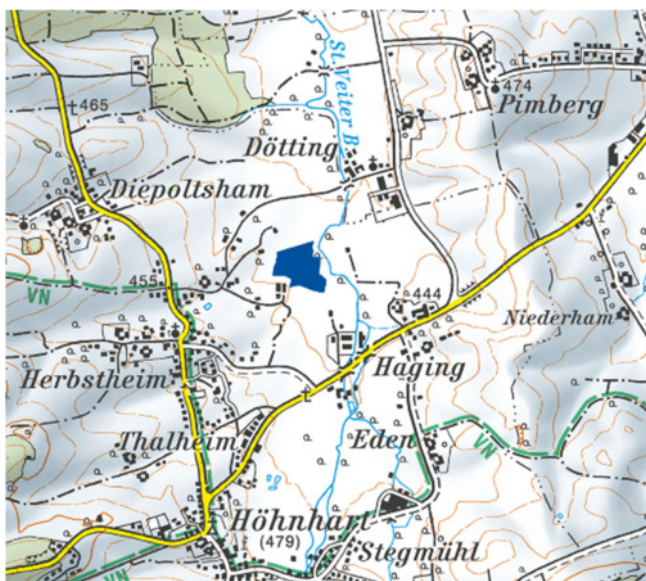 St.Veiter B.
465
474
Pimberg
Dötting
Diepoltsham
VN
455
444
Niederham
Herbstheim
Haging
Thalheim
Eden
VN
Höhnhart
(479)
Stegmühl
VN